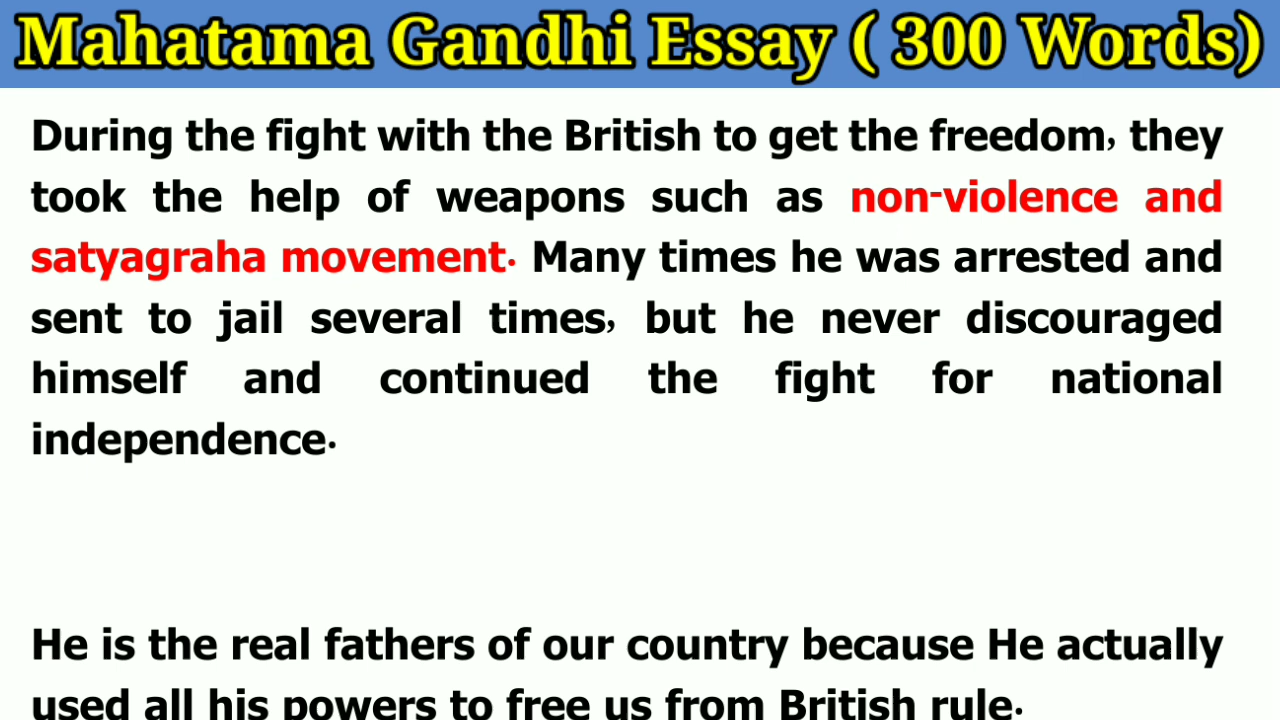 Mahatama Gandhi Essay ( 300 Words)
During the fight with the British to get the freedom, they
took the help of weapons such as non-violence and
satyagraha movement. Many times he was arrested and
sent to jail several times, but he never discouraged
himself and continued the fight for national
independence.
He is the real fathers of our country because He actually
used all his powers to free us from British rule.